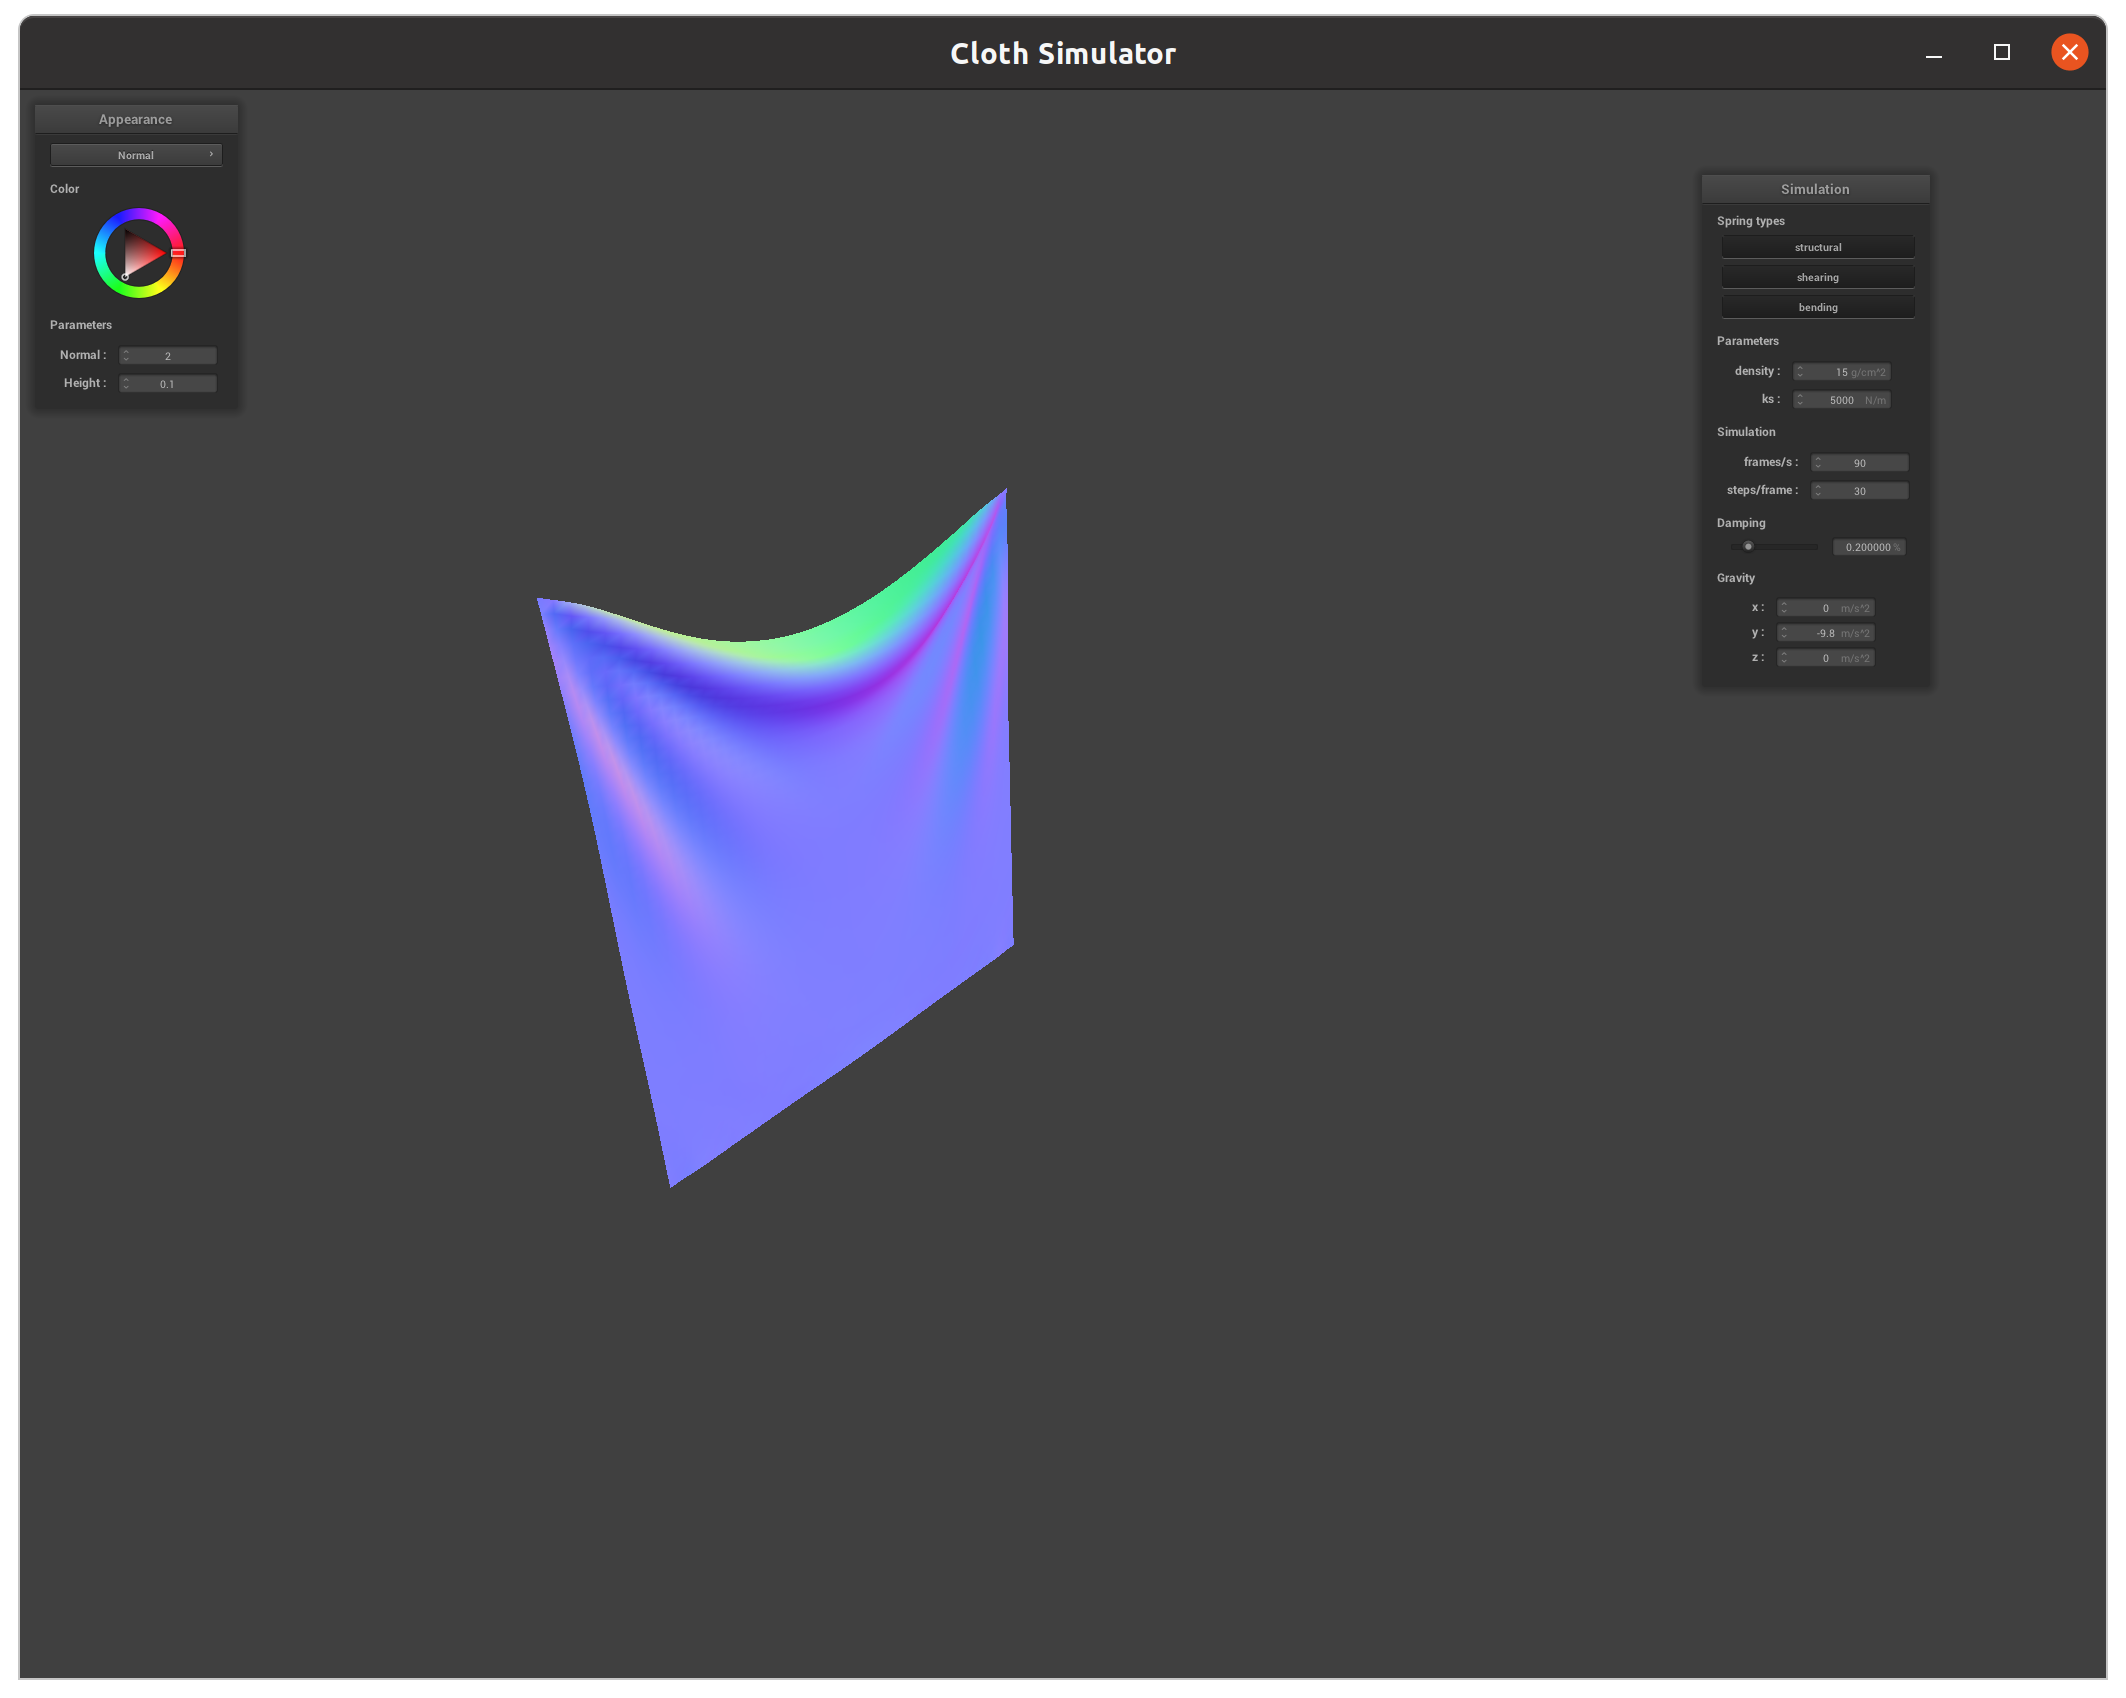 Cloth Simulator
Appearance
Normal
Color
Parameters
Normal : 2
Height : 0.1
Simulation
Spring types
structural
shearing
bending
Parameters
density : 15 g/cm^2
ks : 5000 N/m
Simulation
frames/s : 90
steps/frame : 30
Damping
0.200000 %
Gravity
x : 0 m/s^2
y : -9.8 m/s^2
z : 0 m/s^2